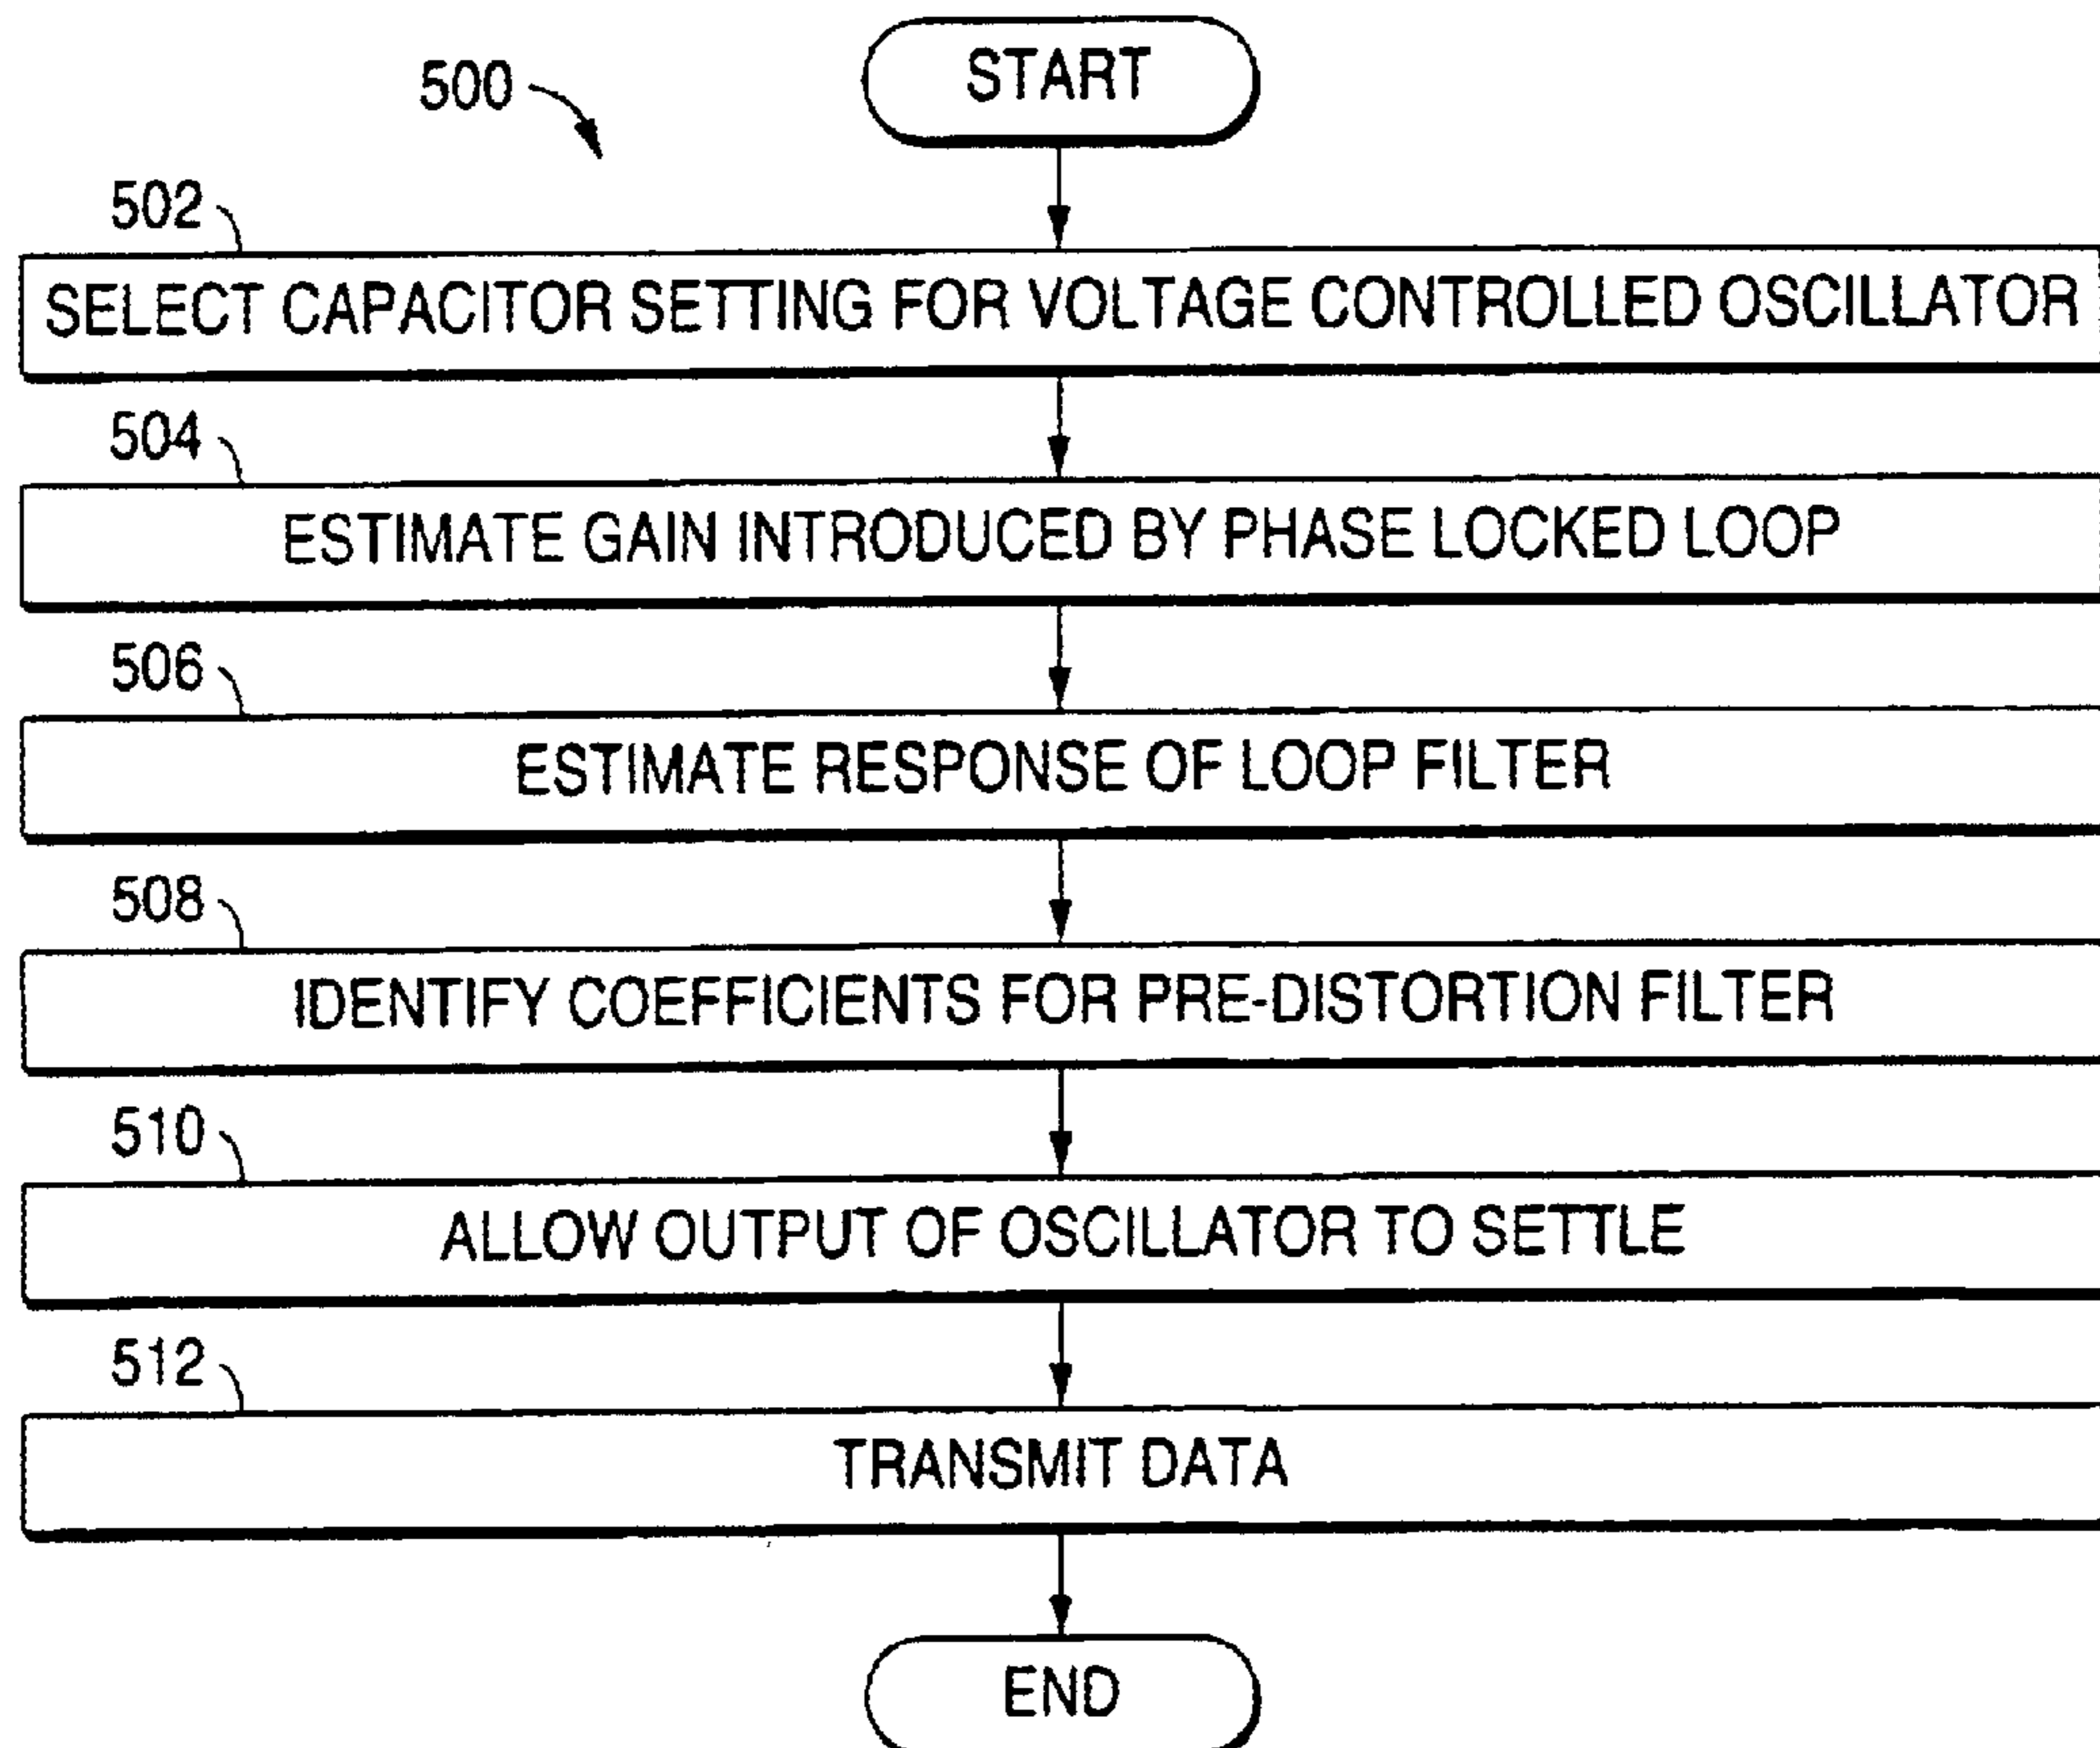 START
500
502
SELECT CAPACITOR SETTING FOR VOLTAGE CONTROLLED OSCILLATOR
504
ESTIMATE GAIN INTRODUCED BY PHASE LOCKED LOOP
506
ESTIMATE RESPONSE OF LOOP FILTER
508
IDENTIFY COEFFICIENTS FOR PRE-DISTORTION FILTER
510
ALLOW OUTPUT OF OSCILLATOR TO SETTLE
512
TRANSMIT DATA
END